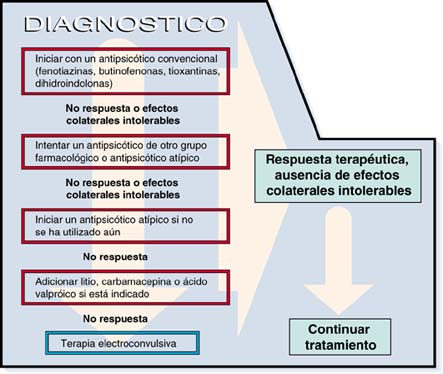 DIAGNOSTICO
Iniciar con un antipsicótico convencional
(fenotiazinas, butinofenonas, tioxantinas,
dihidroindolonas)
No respuesta o efectos
colaterales intolerables
Intentar un antipsicótico de otro grupo
farmacológico o antipsicótico atípico
No respuesta o efectos
colaterales intolerables
Iniciar un antipsicótico atípico si no
se ha utilizado aún
No respuesta
Adicionar litio, carbamacepina o ácido
valpróico si está indicado
No respuesta
Terapia electroconvulsiva
Respuesta terapéutica,
ausencia de efectos
colaterales intolerables
Continuar
tratamiento